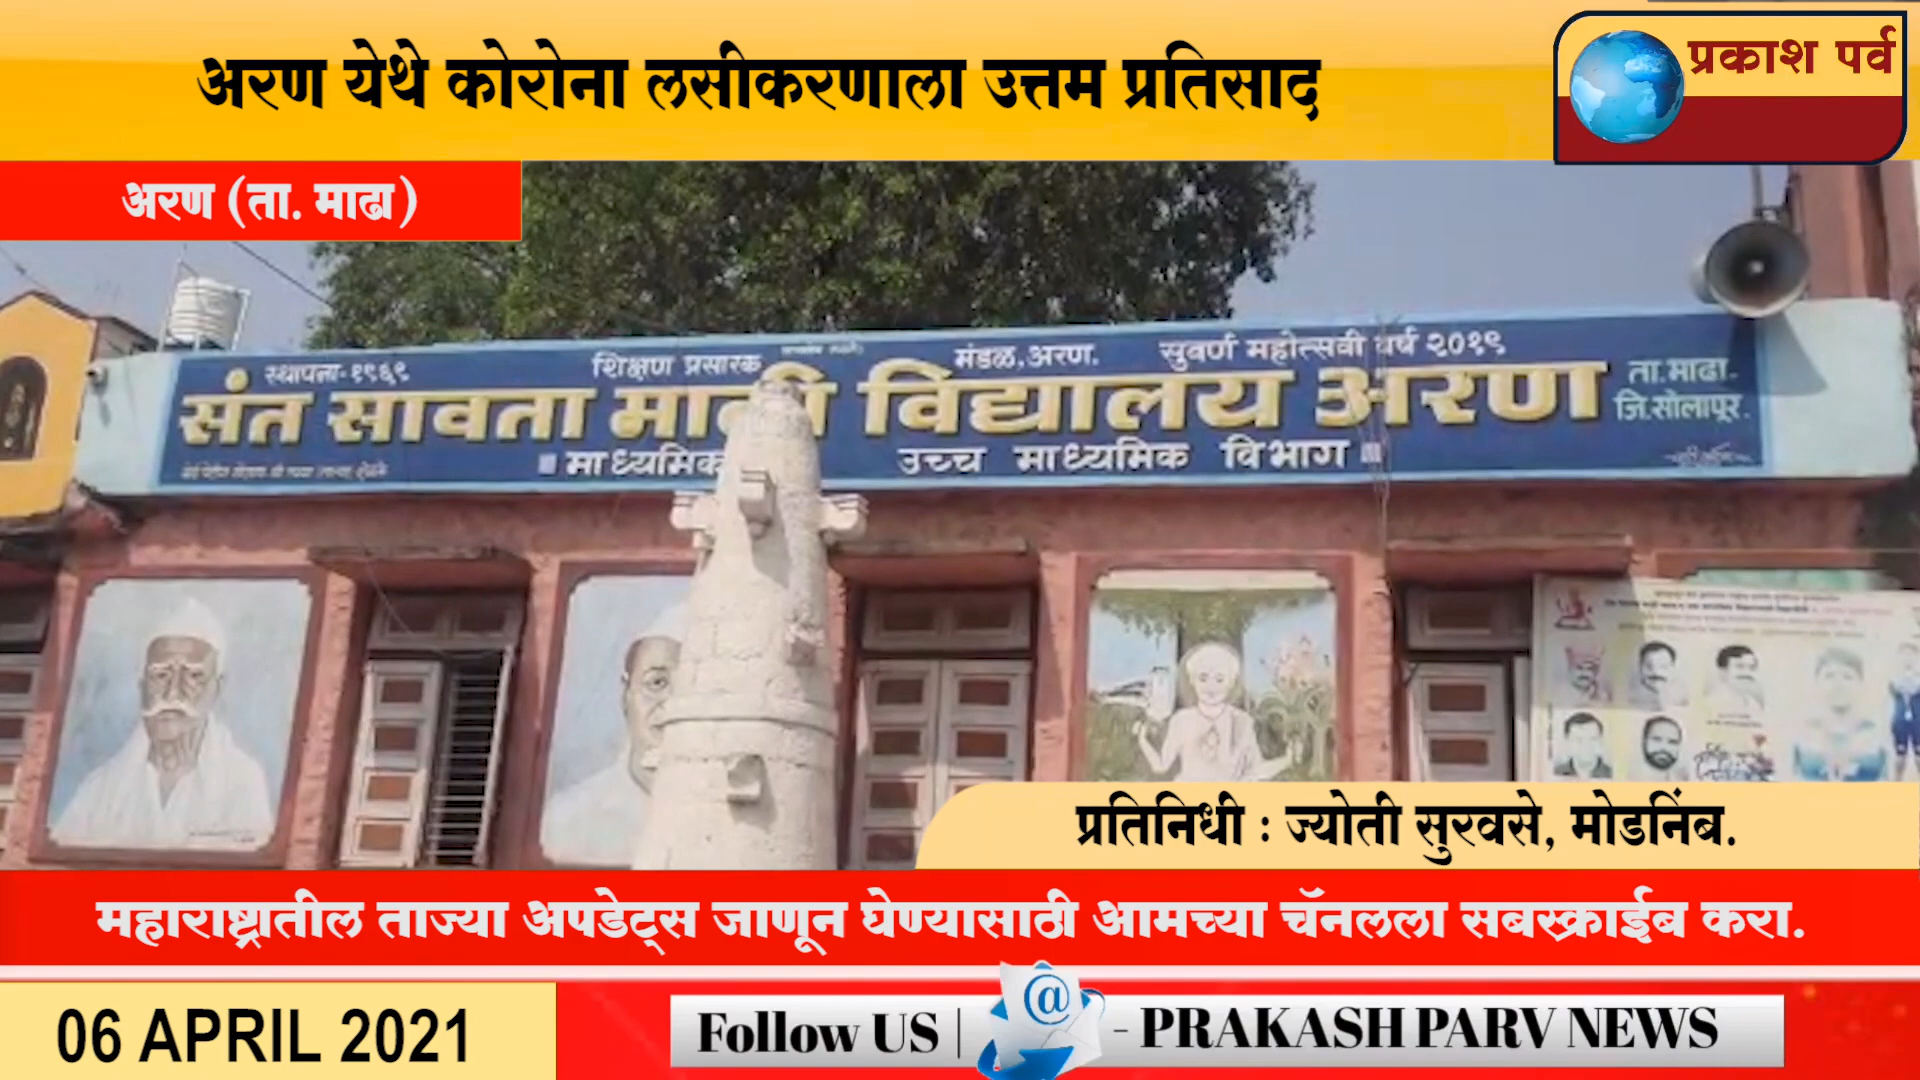 अरण येथे कोरोना लसीकरणाला उत्तम प्रतिसाद
प्रकाश पर्व
अरण (ता. माढा)
स्थापना-१९६९ शिक्षण प्रसारक मंडळ, अरण. सुवर्ण महोत्सवी वर्ष २०१९
संत सावता माळी विद्यालय अरण
ता.माढा-
जि.सोलापूर.
माध्यमिक उच्च माध्यमिक विभाग
प्रतिनिधी : ज्योती सुरवसे, मोडनिंब.
महाराष्ट्रातील ताज्या अपडेट्स जाणून घेण्यासाठी आमच्या चॅनलला सबस्क्राईब करा.
06 APRIL 2021
Follow US | @ - PRAKASH PARV NEWS